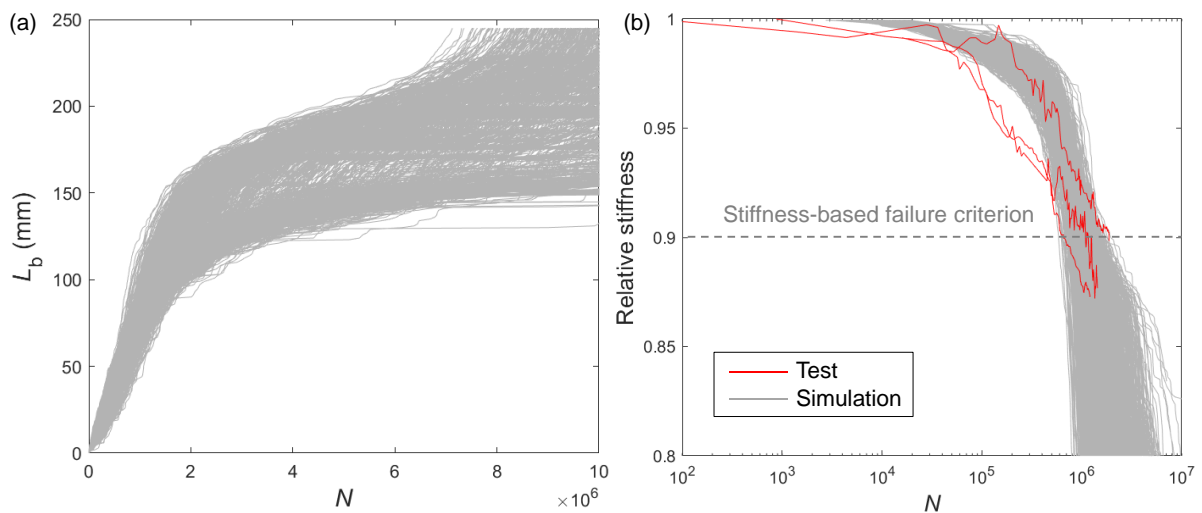 (a)
250
200
150
100
50
0
L_b (mm)
0 2 4 6 8 10
×10^6
N
(b)
1
0.95
0.9
0.85
0.8
Relative stiffness
Stiffness-based failure criterion
Test
Simulation
10^2 10^3 10^4 10^5 10^6 10^7
N